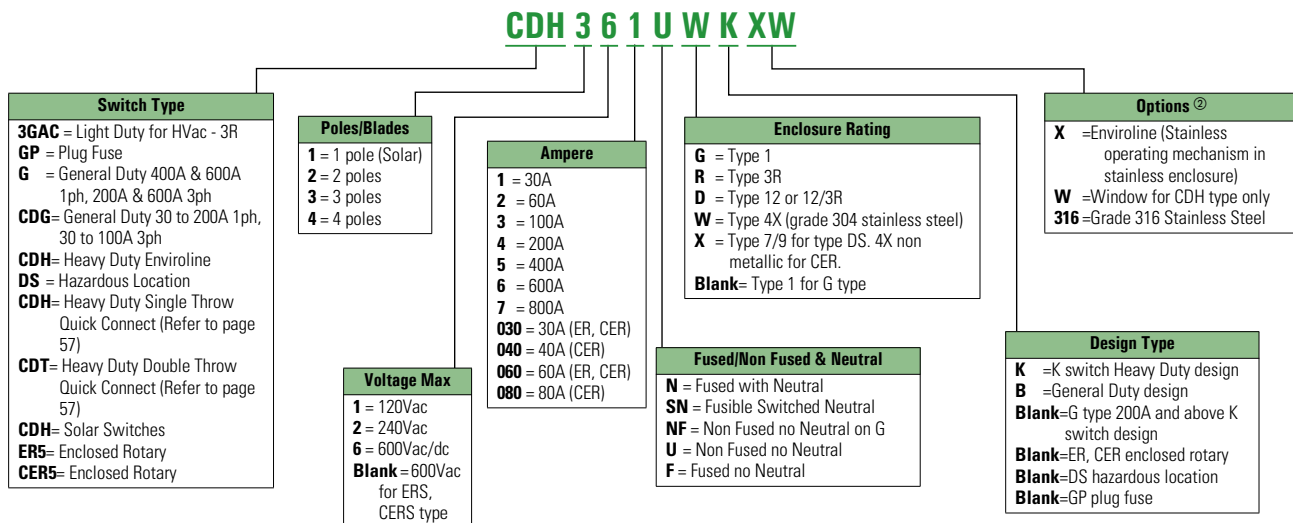 CDH 3 6 1 U W K XW
Switch Type
3GAC = Light Duty for HVac - 3R
GP = Plug Fuse
G = General Duty 400A & 600A
1ph, 200A & 600A 3ph
CDG= General Duty 30 to 200A 1ph,
30 to 100A 3ph
CDH= Heavy Duty Enviroline
DS = Hazardous Location
CDH= Heavy Duty Single Throw
Quick Connect (Refer to page
57)
CDT= Heavy Duty Double Throw
Quick Connect (Refer to page
57)
CDH= Solar Switches
ER5= Enclosed Rotary
CER5= Enclosed Rotary
Poles/Blades
1 = 1 pole (Solar)
2 = 2 poles
3 = 3 poles
4 = 4 poles
Voltage Max
1 = 120Vac
2 = 240Vac
6 = 600Vac/dc
Blank = 600Vac
for ERS,
CERS type
Ampere
1 = 30A
2 = 60A
3 = 100A
4 = 200A
5 = 400A
6 = 600A
7 = 800A
030 = 30A (ER, CER)
040 = 40A (CER)
060 = 60A (ER, CER)
080 = 80A (CER)
Fused/Non Fused & Neutral
N = Fused with Neutral
SN = Fusible Switched Neutral
NF = Non Fused no Neutral on G
U = Non Fused no Neutral
F = Fused no Neutral
Enclosure Rating
G = Type 1
R = Type 3R
D = Type 12 or 12/3R
W = Type 4X (grade 304 stainless steel)
X = Type 7/9 for type DS. 4X non
metallic for CER.
Blank= Type 1 for G type
Design Type
K =K switch Heavy Duty design
B =General Duty design
Blank=G type 200A and above K
switch design
Blank=ER, CER enclosed rotary
Blank=DS hazardous location
Blank=GP plug fuse
Options ②
X =Enviroline (Stainless
operating mechanism in
stainless enclosure)
W =Window for CDH type only
316 =Grade 316 Stainless Steel